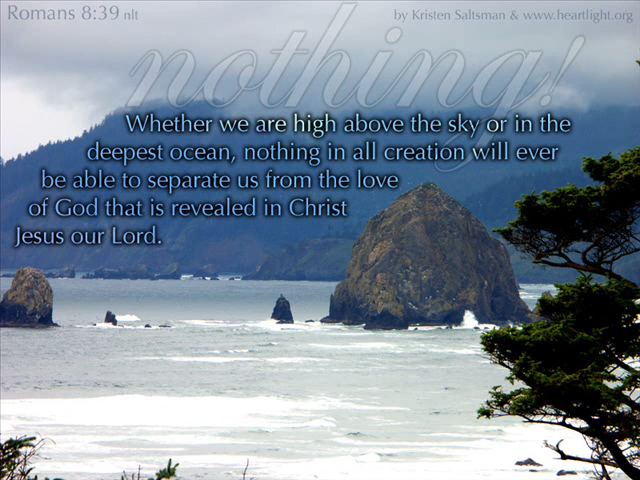 Romans 8:39 nlt
by Kristen Saltsman & www.heartlight.org
nothing!
Whether we are high above the sky or in the
deepest ocean, nothing in all creation will ever
be able to separate us from the love
of God that is revealed in Christ
Jesus our Lord.